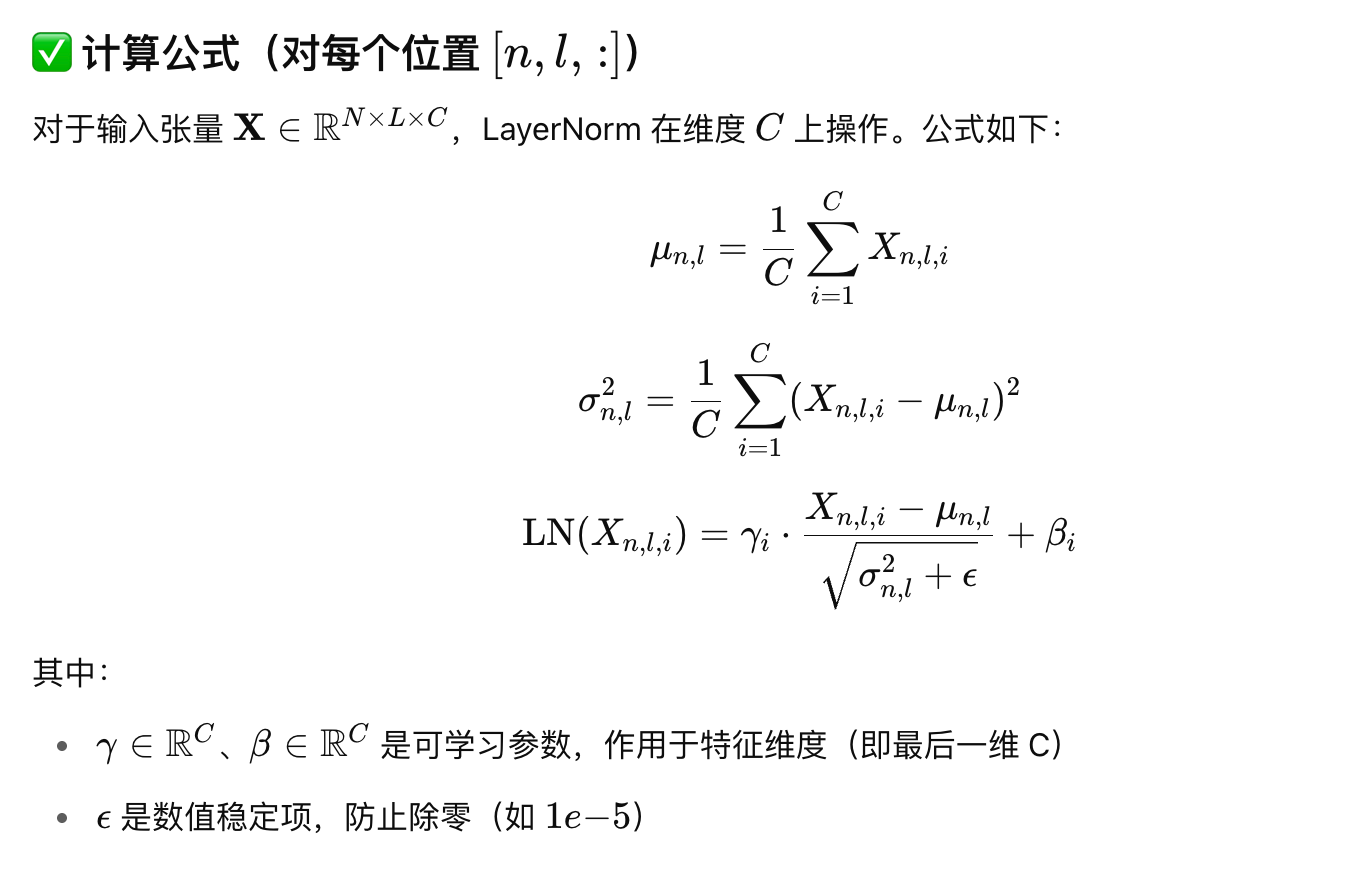 ✅ 计算公式（对每个位置 $[n, l, :]$）
对于输入张量 $\mathbf{X} \in \mathbb{R}^{N \times L \times C}$，LayerNorm 在维度 $C$ 上操作。公式如下：
$\mu_{n,l} = \frac{1}{C} \sum_{i=1}^{C} X_{n,l,i}$
$\sigma_{n,l}^2 = \frac{1}{C} \sum_{i=1}^{C} (X_{n,l,i} - \mu_{n,l})^2$
$\mathrm{LN}(X_{n,l,i}) = \gamma_i \cdot \frac{X_{n,l,i} - \mu_{n,l}}{\sqrt{\sigma_{n,l}^2 + \epsilon}} + \beta_i$
其中：
• $\gamma \in \mathbb{R}^C$、$\beta \in \mathbb{R}^C$ 是可学习参数，作用于特征维度（即最后一维 C）
• $\epsilon$ 是数值稳定项，防止除零（如 $1e{-}5$）